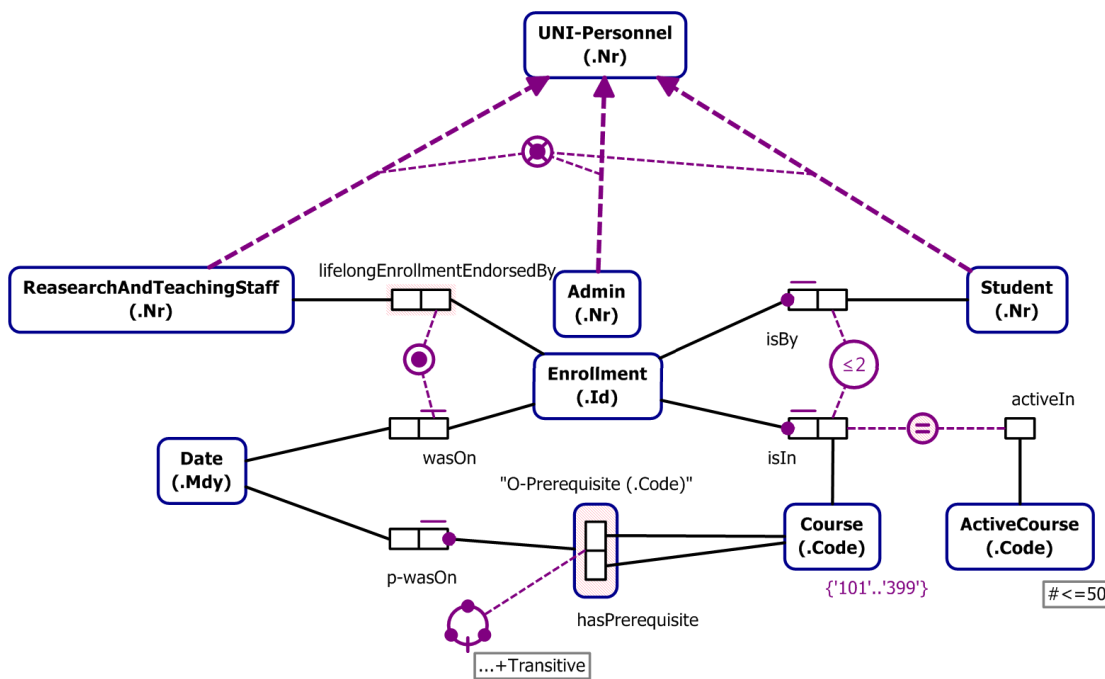 UNI-Personnel
(.Nr)
lifelongEnrollmentEndorsedBy
ReasearchAndTeachingStaff
(.Nr)
Admin
(.Nr)
Student
(.Nr)
isBy
≤2
Enrollment
(.Id)
activeIn
=
wasOn
isIn
Date
(.Mdy)
"O-Prerequisite (.Code)"
Course
(.Code)
ActiveCourse
(.Code)
p-wasOn
{'101'..'399'}
#<=50
hasPrerequisite
...+Transitive